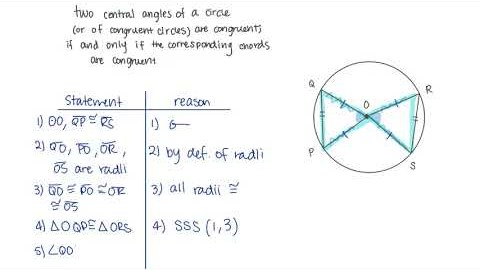 two central angles of a circle
(or of congruent circles) are congruent,
if and only if the corresponding chords
are congruent
Statement reason
1) ⊙O, QP ≅ RS 1) G
2) QO, PO, OR, 2) by def. of radii
OS are radii
3) QO ≅ PO ≅ OR 3) all radii ≅
≅ OS
4) △OQP ≅ △ORS 4) SSS (1,3)
5) ∠QO
Q
R
O
P
S